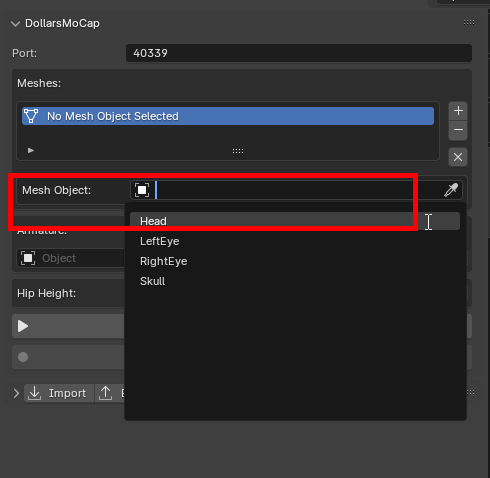 DollarsMoCap
Port: 40339
Meshes:
No Mesh Object Selected
Mesh Object:
Head
Armature:
LeftEye
Object
RightEye
Skull
Hip Height:
Import